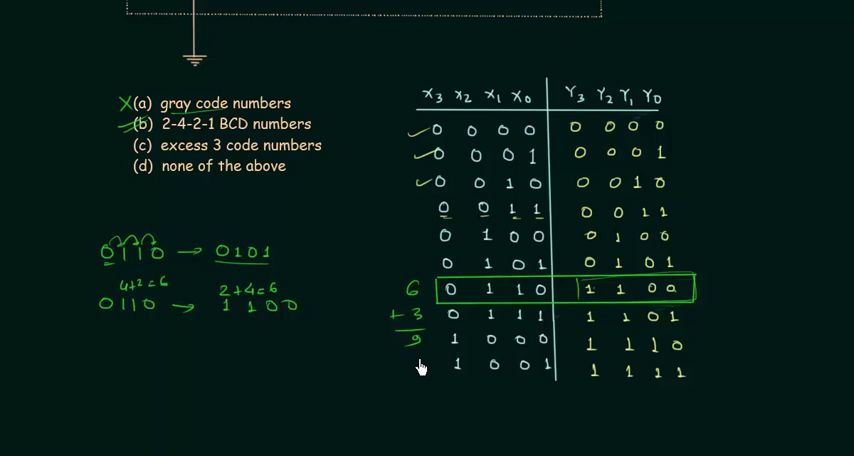 X(a) gray code numbers
(b) 2-4-2-1 BCD numbers
(c) excess 3 code numbers
(d) none of the above
0110 → 0101
4+2=6 2+4=6
0110 → 1100
X3 X2 X1 X0 Y3 Y2 Y1 Y0
0 0 0 0 0 0 0 0
0 0 0 1 0 0 0 1
0 0 1 0 0 0 1 0
0 0 1 1 0 0 1 1
0 1 0 0 0 1 0 0
0 1 0 1 0 1 0 1
6 0 1 1 0 1 1 0 0
+3 0 1 1 1 1 1 0 1
9 1 0 0 0 1 1 1 0
1 0 0 1 1 1 1 1